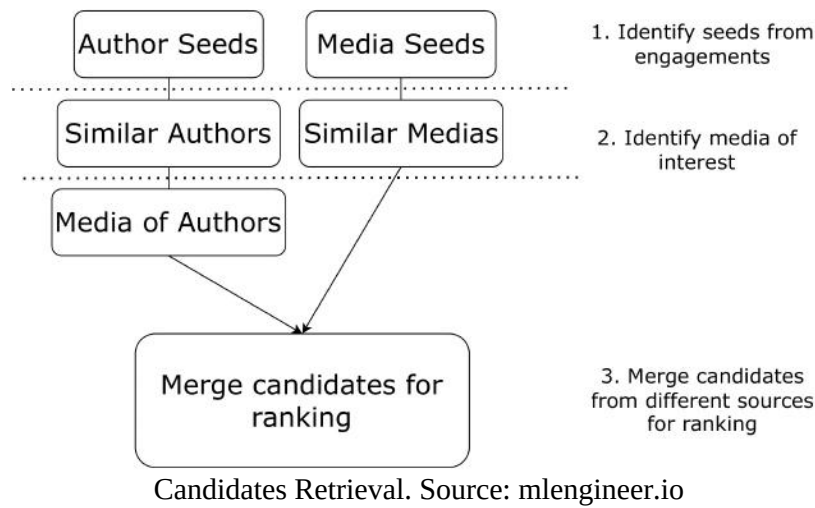 Author Seeds
Media Seeds
1. Identify seeds from
engagements
Similar Authors
Similar Medias
2. Identify media of
interest
Media of Authors
Merge candidates for
ranking
3. Merge candidates
from different sources
for ranking
Candidates Retrieval. Source: mlengineer.io